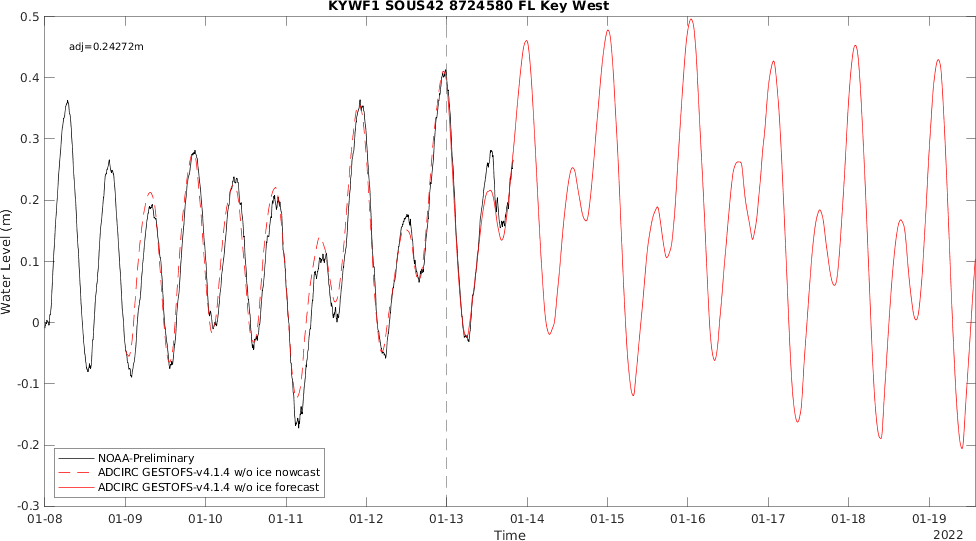 KYWF1 SOUS42 8724580 FL Key West
adj=0.24272m
0.5
0.4
0.3
0.2
0.1
0
-0.1
-0.2
-0.3
Water Level (m)
NOAA-Preliminary
ADCIRC GESTOFS-v4.1.4 w/o ice nowcast
ADCIRC GESTOFS-v4.1.4 w/o ice forecast
01-08 01-09 01-10 01-11 01-12 01-13 01-14 01-15 01-16 01-17 01-18 01-19
Time
2022